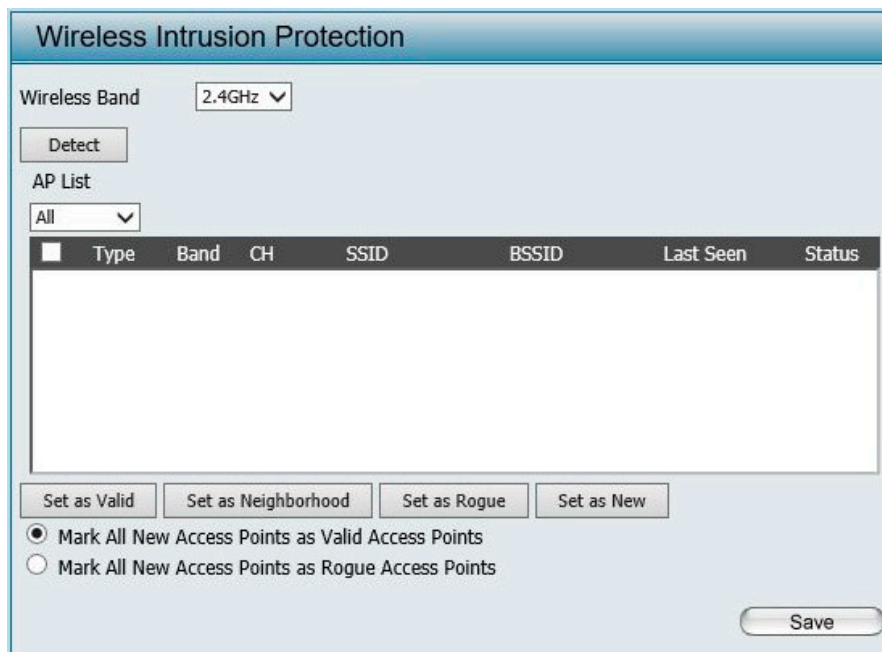 Wireless Intrusion Protection
Wireless Band 2.4GHz
Detect
AP List
All
Type Band CH SSID BSSID Last Seen Status
Set as Valid Set as Neighborhood Set as Rogue Set as New
Mark All New Access Points as Valid Access Points
Mark All New Access Points as Rogue Access Points
Save